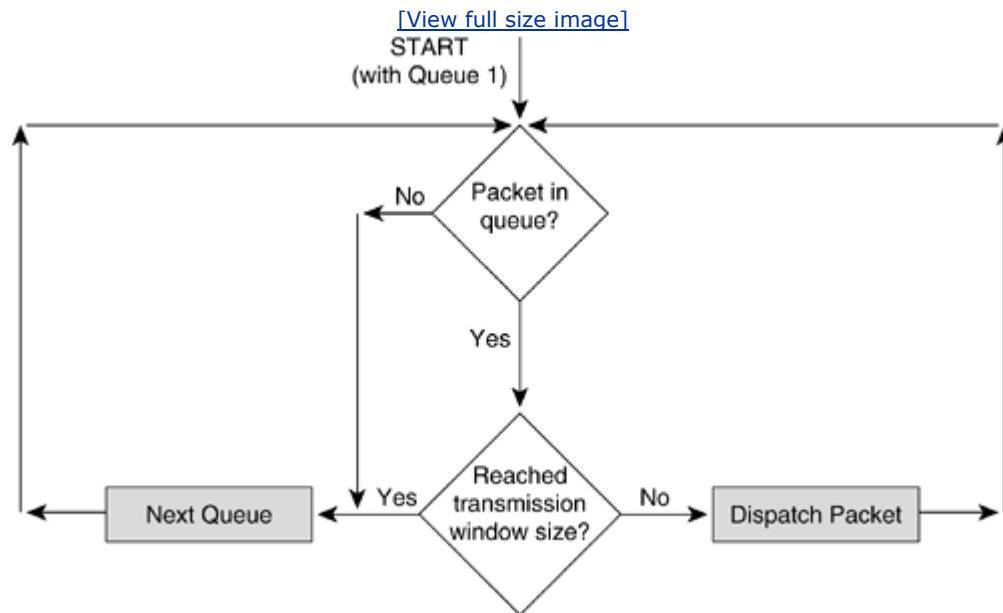 [View full size image]
START
(with Queue 1)
No
Packet in
queue?
Yes
Reached
transmission
window size?
Yes
No
Next Queue
Dispatch Packet